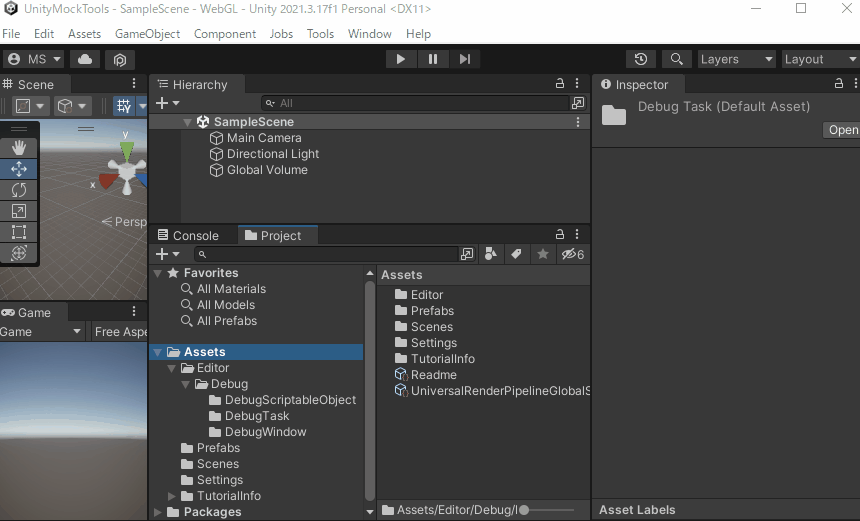 UnityMockTools - SampleScene - WebGL - Unity 2021.3.17f1 Personal <DX11>
File Edit Assets GameObject Component Jobs Tools Window Help
MS Layers Layout
Scene
Persp
Game
Game Free Aspe
Hierarchy
All
SampleScene
Main Camera
Directional Light
Global Volume
Console Project
6
Favorites
All Materials
All Models
All Prefabs
Assets
Editor
Debug
DebugScriptableObject
DebugTask
DebugWindow
Prefabs
Scenes
Settings
TutorialInfo
Packages
Assets
Editor
Prefabs
Scenes
Settings
TutorialInfo
Readme
UniversalRenderPipelineGlobalS
Assets/Editor/Debug/
Inspector
Debug Task (Default Asset)
Open
Asset Labels
y
x